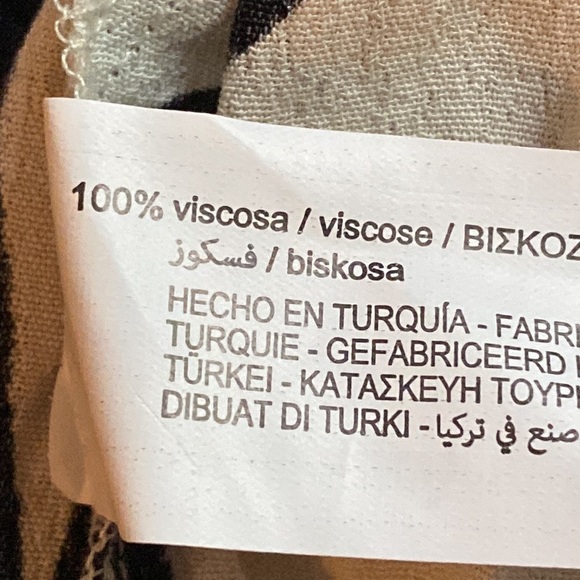 100% viscosa / viscose / ΒΙΣΚΟΖ
فسكوز / biskosa
HECHO EN TURQUÍA - FABRI
TURQUIE - GEFABRICEERD
TÜRKEI - ΚΑΤΑΣΚΕΥΗ ΤΟΥΡ
DIBUAT DI TURKI - صنع في تركيا